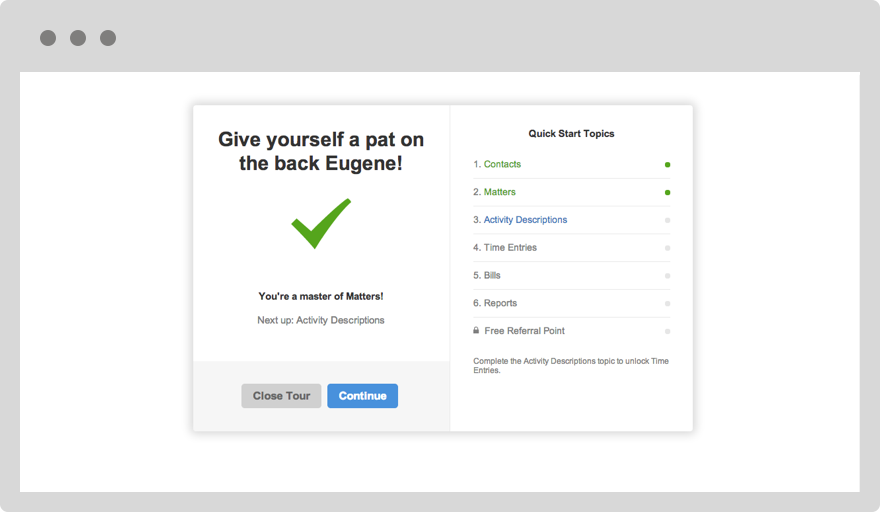 Give yourself a pat on
the back Eugene!
You're a master of Matters!
Next up: Activity Descriptions
Close Tour
Continue
Quick Start Topics
1. Contacts
2. Matters
3. Activity Descriptions
4. Time Entries
5. Bills
6. Reports
Free Referral Point
Complete the Activity Descriptions topic to unlock Time
Entries.